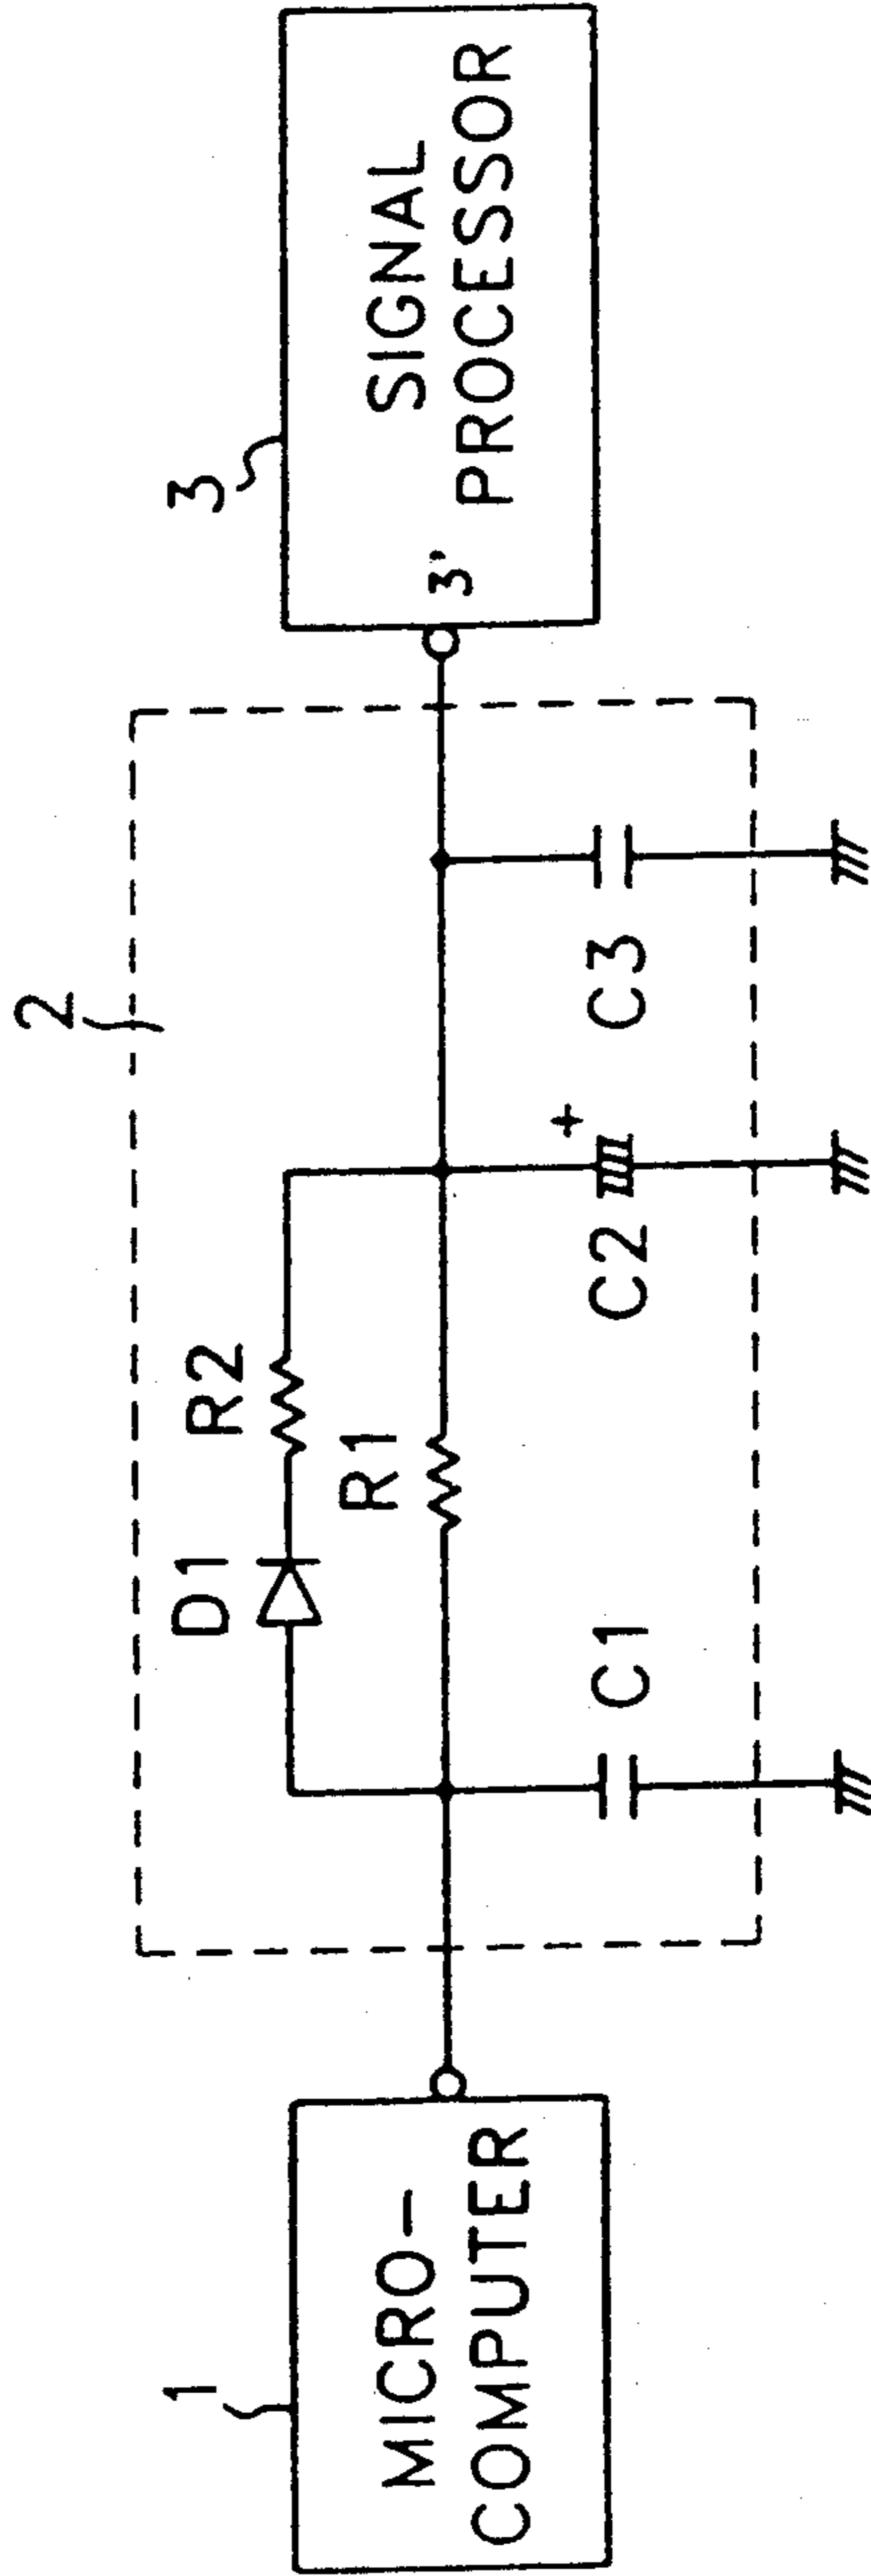 1
MICRO-
COMPUTER
2
D1
R2
R1
C1
C2
+
C3
3
3'
SIGNAL
PROCESSOR